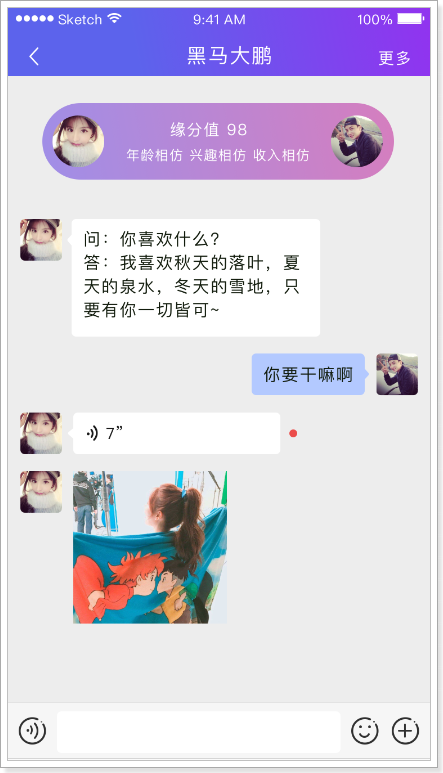 Sketch 9:41 AM 100%
黑马大鹏 更多
缘分值 98
年龄相仿 兴趣相仿 收入相仿
问：你喜欢什么？
答：我喜欢秋天的落叶，夏
天的泉水，冬天的雪地，只
要有你一切皆可~
你要干嘛啊
7”